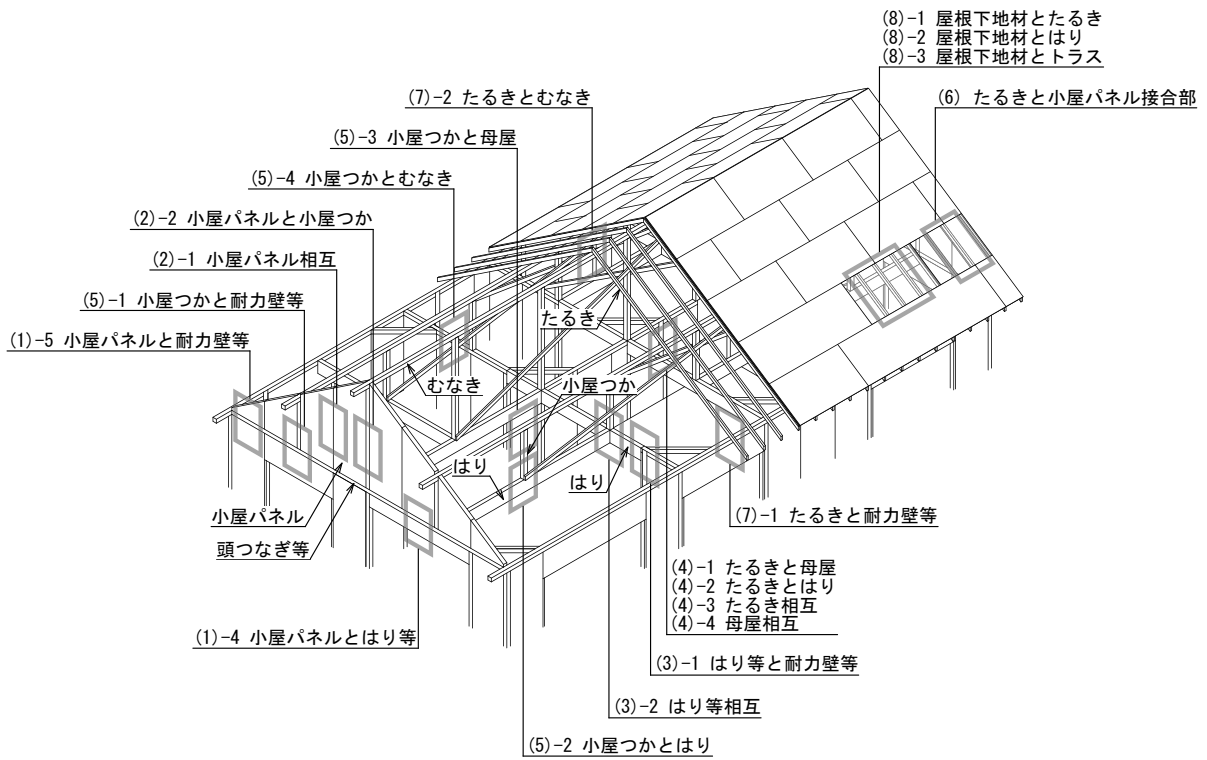 (8)-1 屋根下地材とたるき
(8)-2 屋根下地材とはり
(8)-3 屋根下地材とトラス
(7)-2 たるきとむなき
(6) たるきと小屋パネル接合部
(5)-3 小屋つかと母屋
(5)-4 小屋つかとむなき
(2)-2 小屋パネルと小屋つか
(2)-1 小屋パネル相互
(5)-1 小屋つかと耐力壁等
(1)-5 小屋パネルと耐力壁等
たるき
むなき
小屋つか
はり
はり
小屋パネル
頭つなぎ等
(7)-1 たるきと耐力壁等
(4)-1 たるきと母屋
(4)-2 たるきとはり
(4)-3 たるき相互
(4)-4 母屋相互
(1)-4 小屋パネルとはり等
(3)-1 はり等と耐力壁等
(3)-2 はり等相互
(5)-2 小屋つかとはり